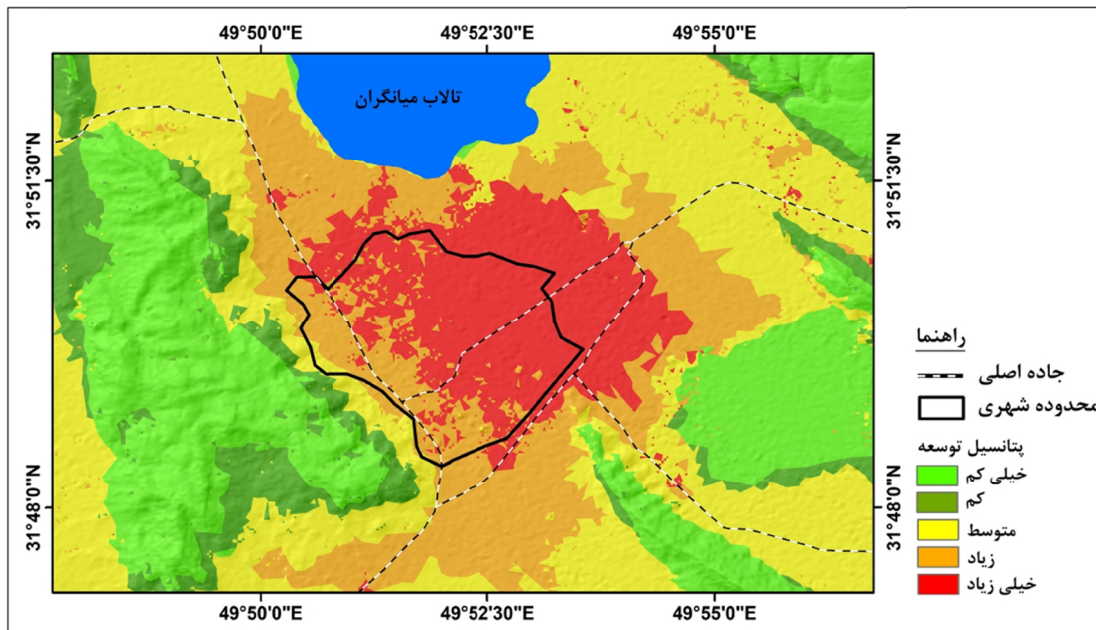 49°50'0"E 49°52'30"E 49°55'0"E
تالاب میانگران
31°51'30"N 31°51'30"N
31°48'0"N 31°48'0"N
49°50'0"E 49°52'30"E 49°55'0"E
راهنما
جاده اصلی
محدوده شهری
پتانسیل توسعه
خیلی کم
کم
متوسط
زیاد
خیلی زیاد